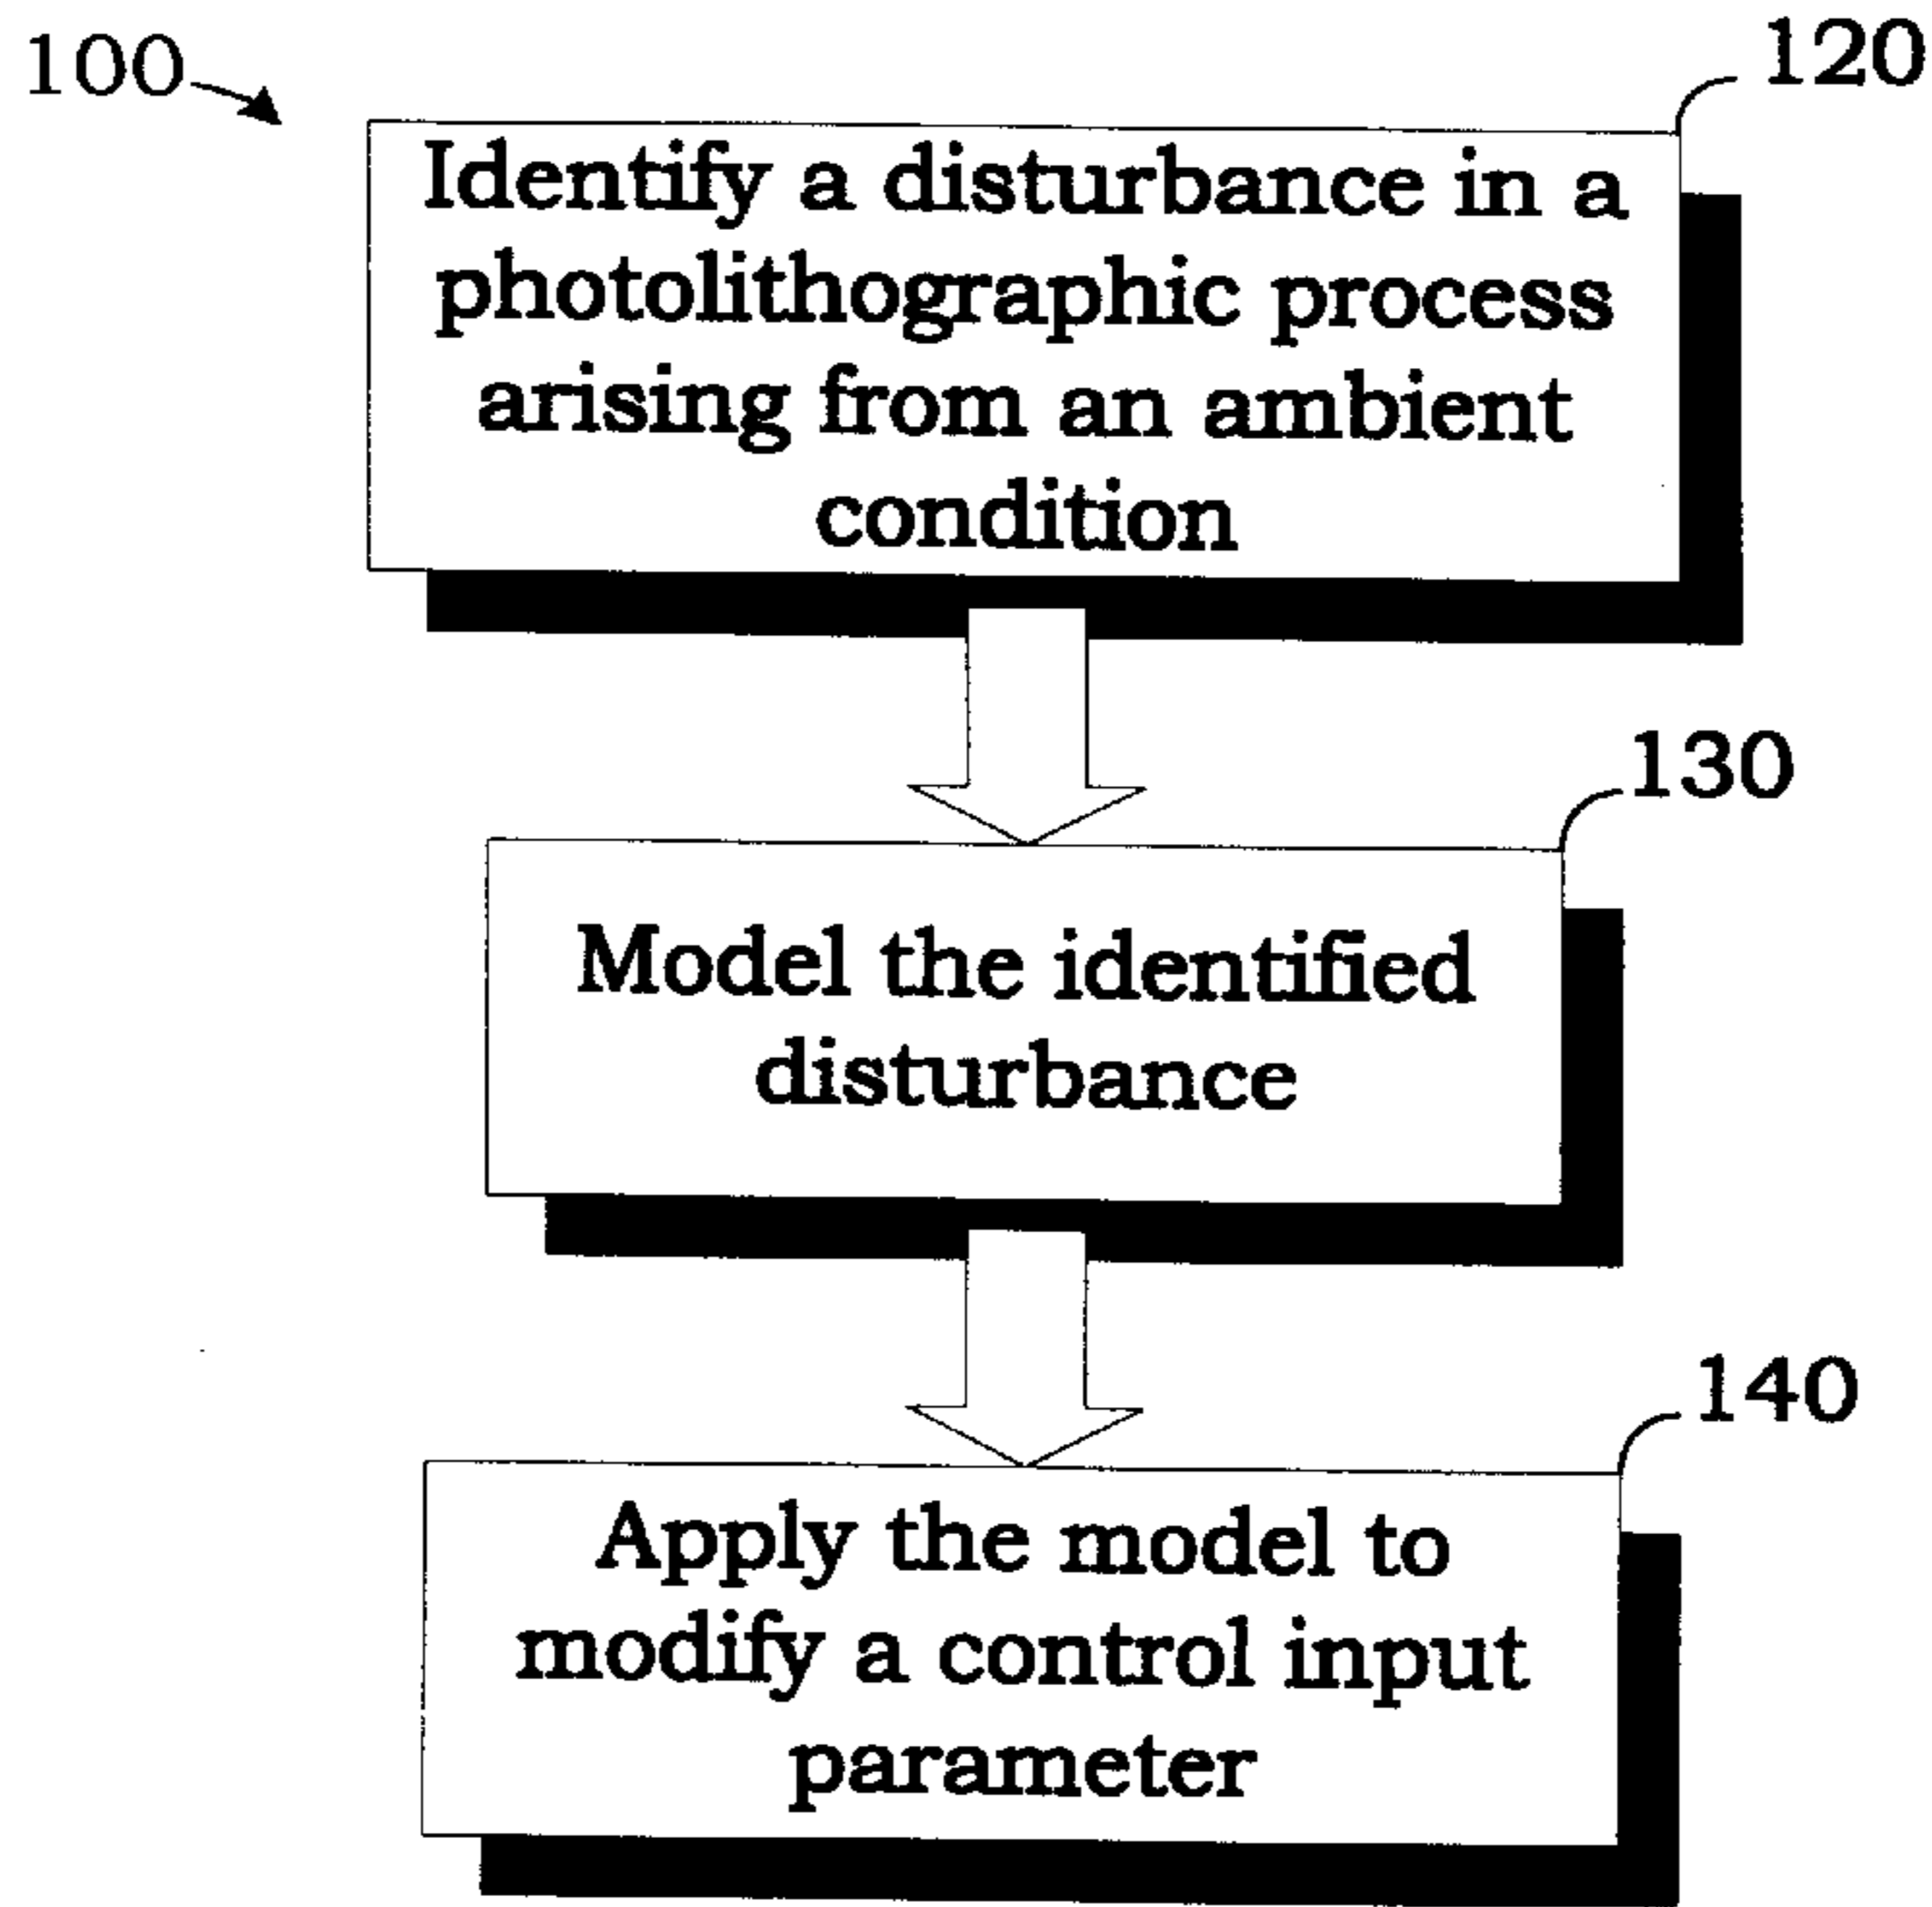 100
120
Identify a disturbance in a
photolithographic process
arising from an ambient
condition
130
Model the identified
disturbance
140
Apply the model to
modify a control input
parameter